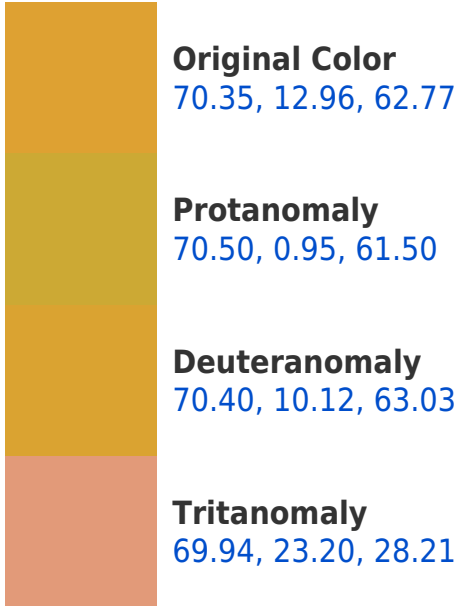 Original Color
70.35, 12.96, 62.77
Protanomaly
70.50, 0.95, 61.50
Deuteranomaly
70.40, 10.12, 63.03
Tritanomaly
69.94, 23.20, 28.21